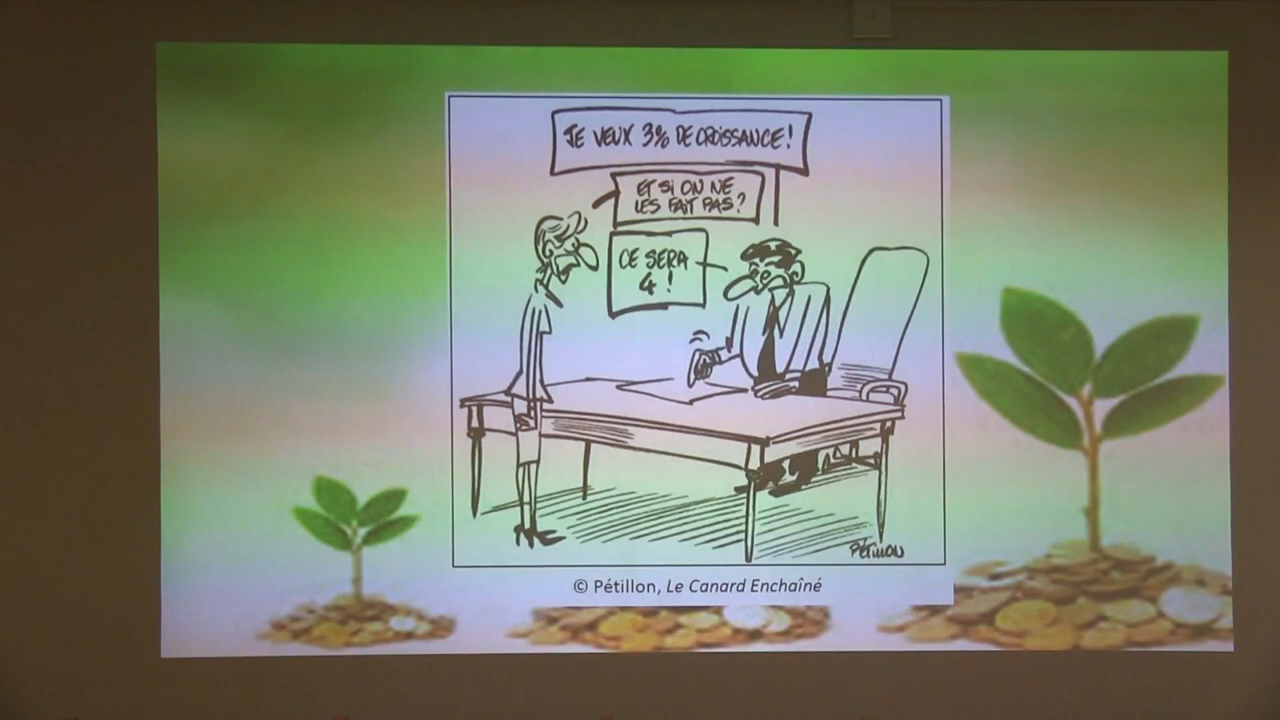 JE VEUX 3% DE CROISSANCE!
ET SI ON NE
LES FAIT PAS?
CE SERA
4!
PÉTILLON
© Pétillon, Le Canard Enchaîné